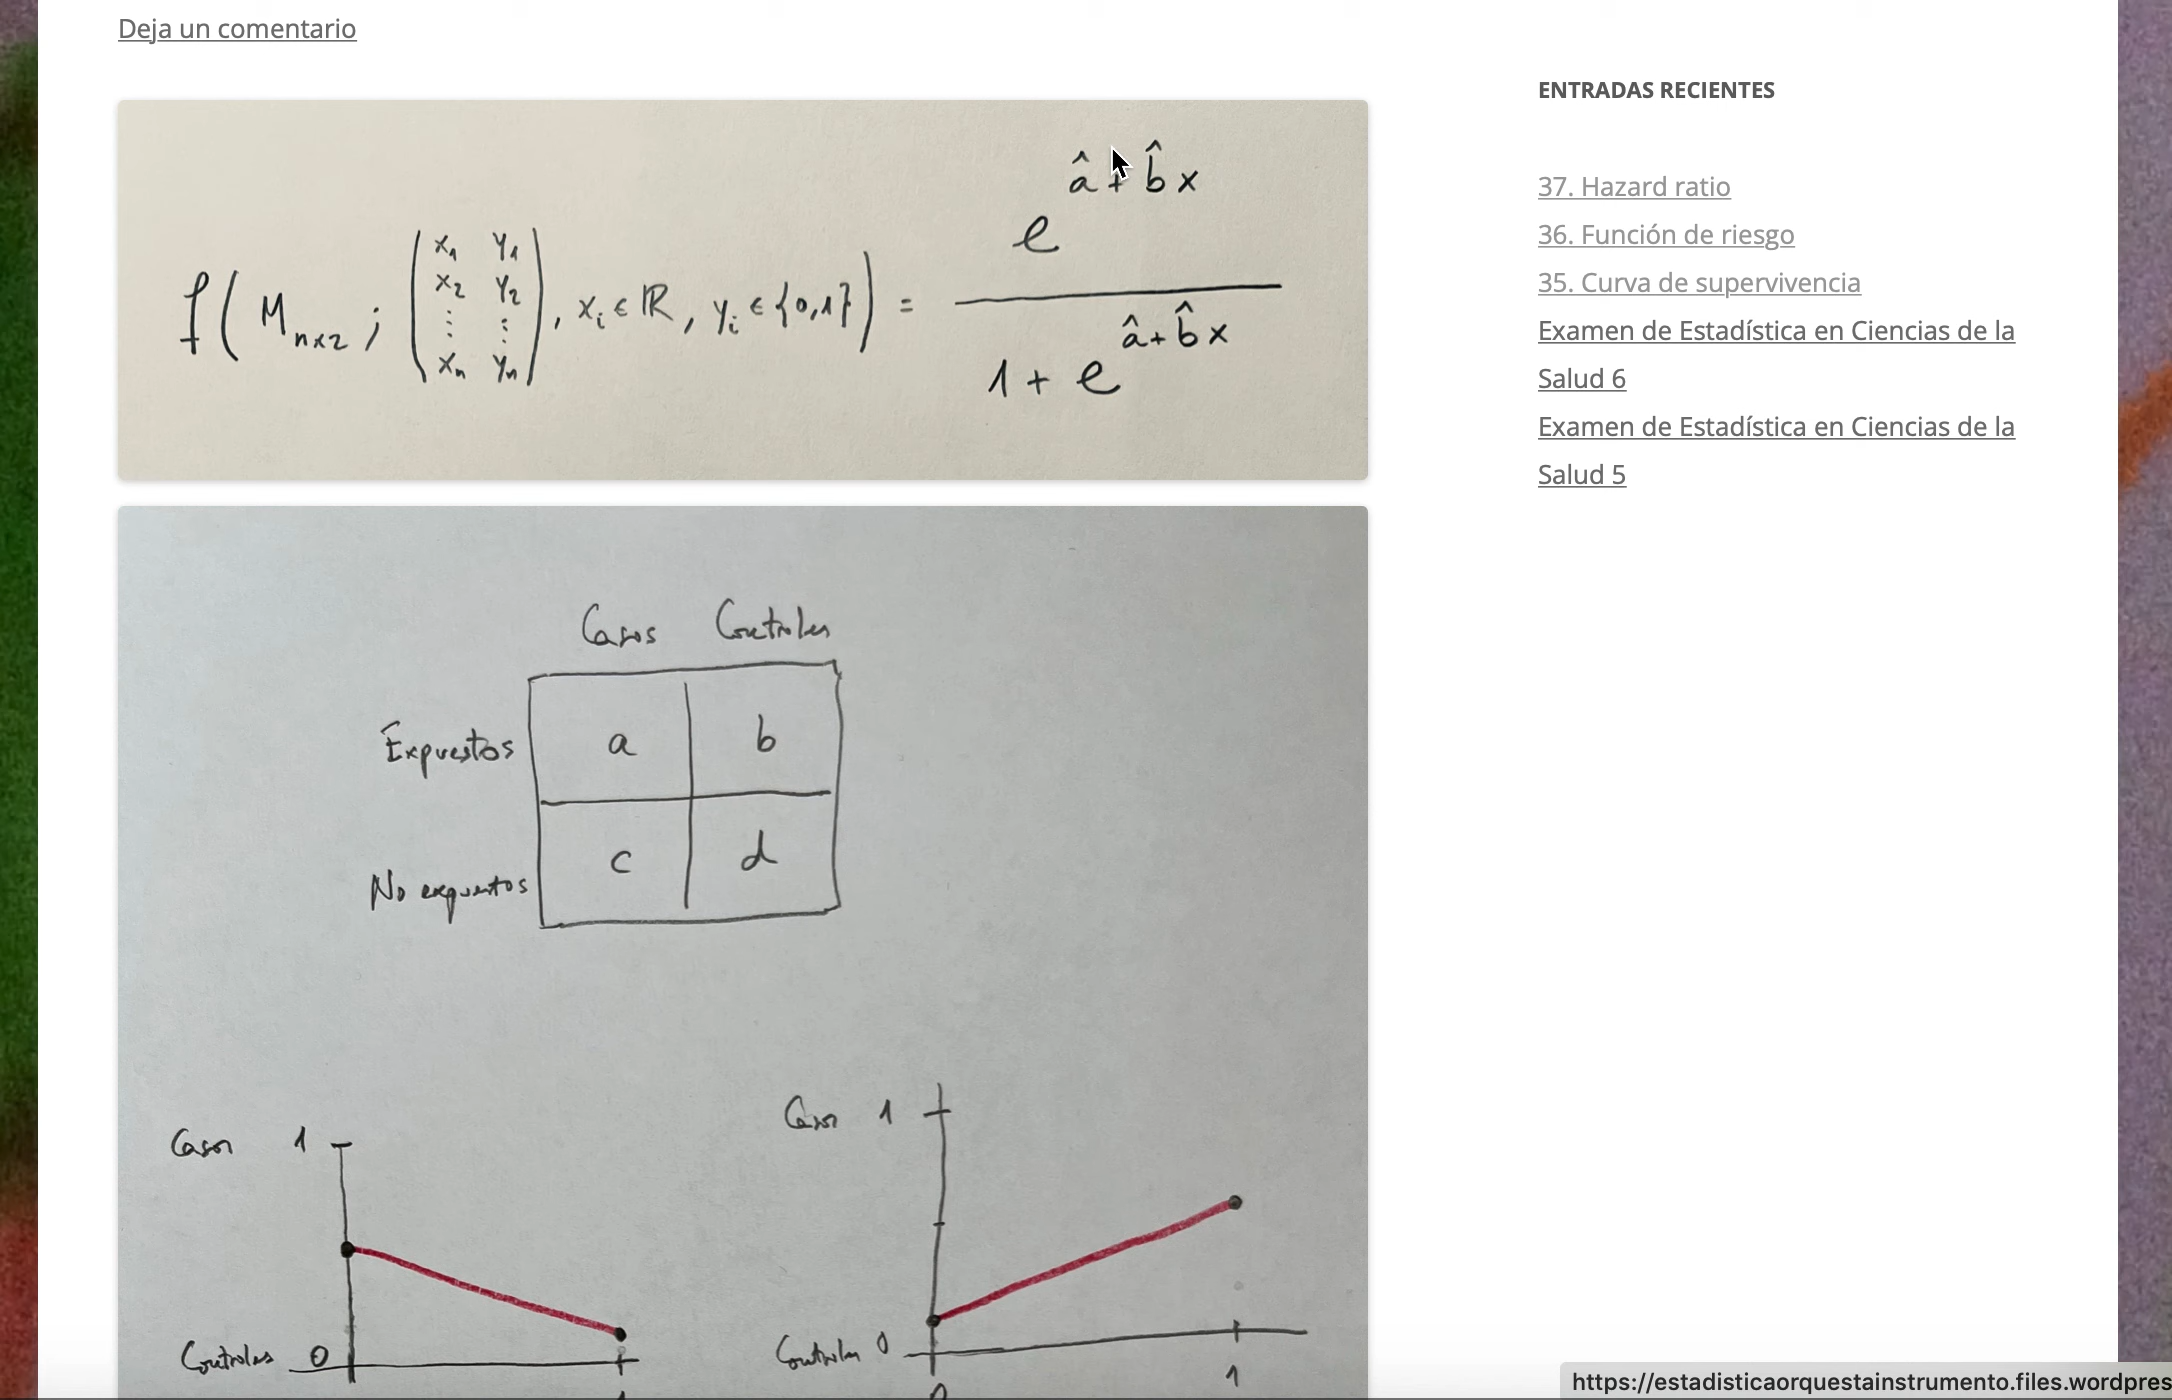 Deja un comentario
f( M n×2 ; ( x1 y1 x2 y2 ⋮ ⋮ xn yn ), xi ∈ ℝ, yi ∈ {0,1} ) = e^(â + b̂x) / 1 + e^(â + b̂x)
Casos Controles
Expuestos a b
No expuestos c d
Casos 1
Casos 1
Controles 0
Controles 0
1
0
ENTRADAS RECIENTES
37. Hazard ratio
36. Función de riesgo
35. Curva de supervivencia
Examen de Estadística en Ciencias de la
Salud 6
Examen de Estadística en Ciencias de la
Salud 5
https://estadisticaorquestainstrumento.files.wordpres